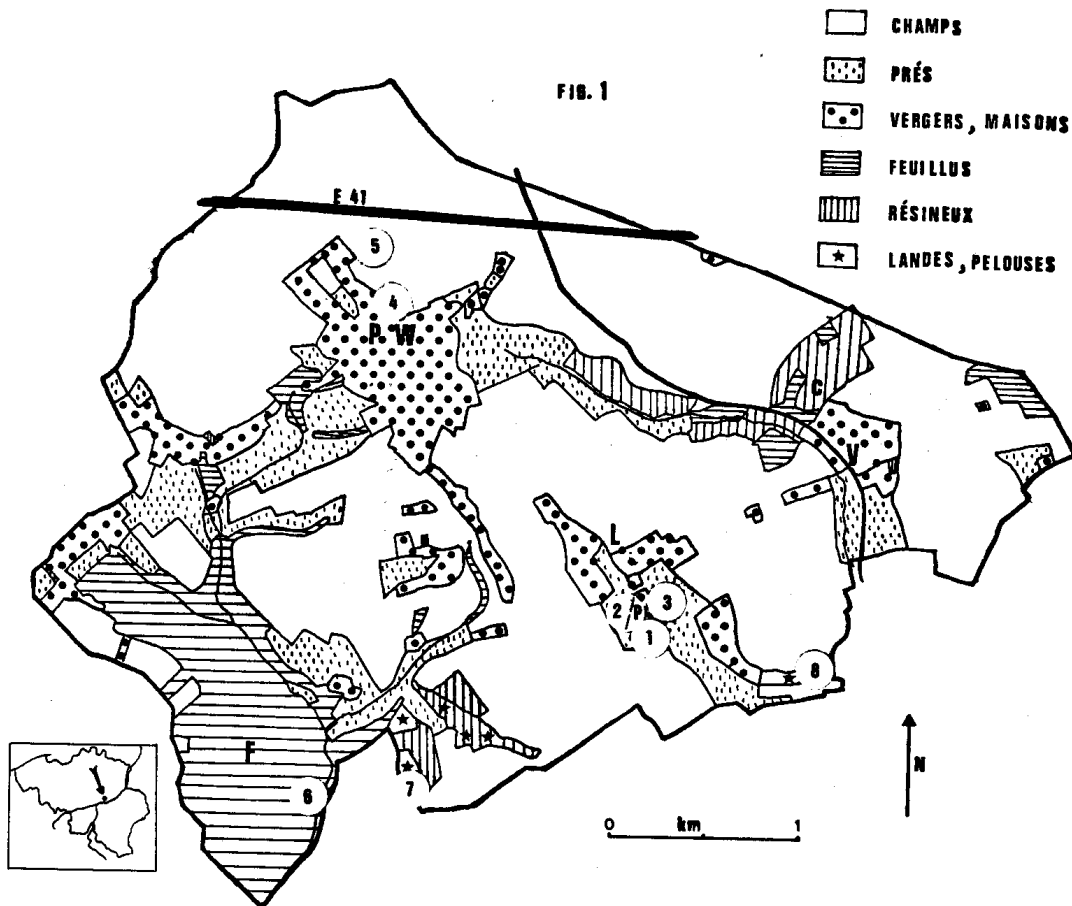 FIG. 1
CHAMPS
PRÉS
VERGERS, MAISONS
FEUILLUS
RÉSINEUX
LANDES, PELOUSES
E 41
5
4
P W
C
V
L
2
3
1
8
F
6
7
N
0 km 1